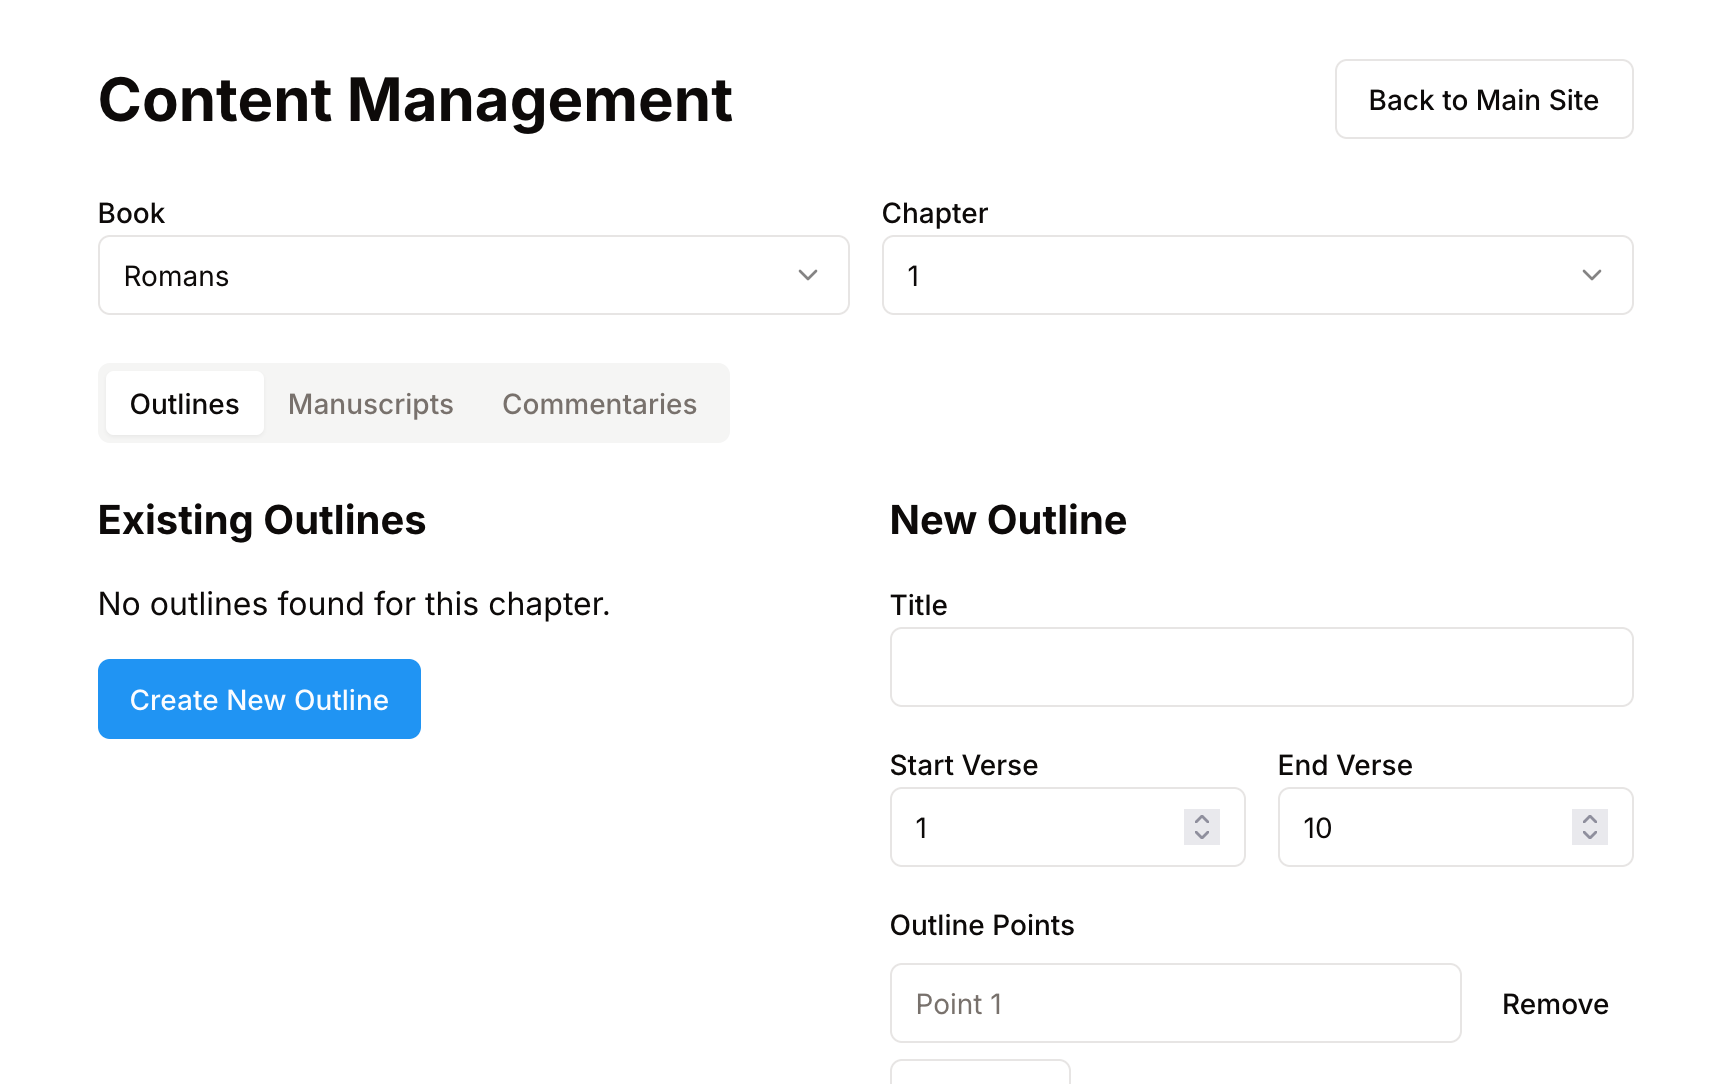 Content Management
Back to Main Site
Book
Chapter
Romans
1
Outlines
Manuscripts
Commentaries
Existing Outlines
New Outline
No outlines found for this chapter.
Title
Create New Outline
Start Verse
End Verse
1
10
Outline Points
Point 1
Remove